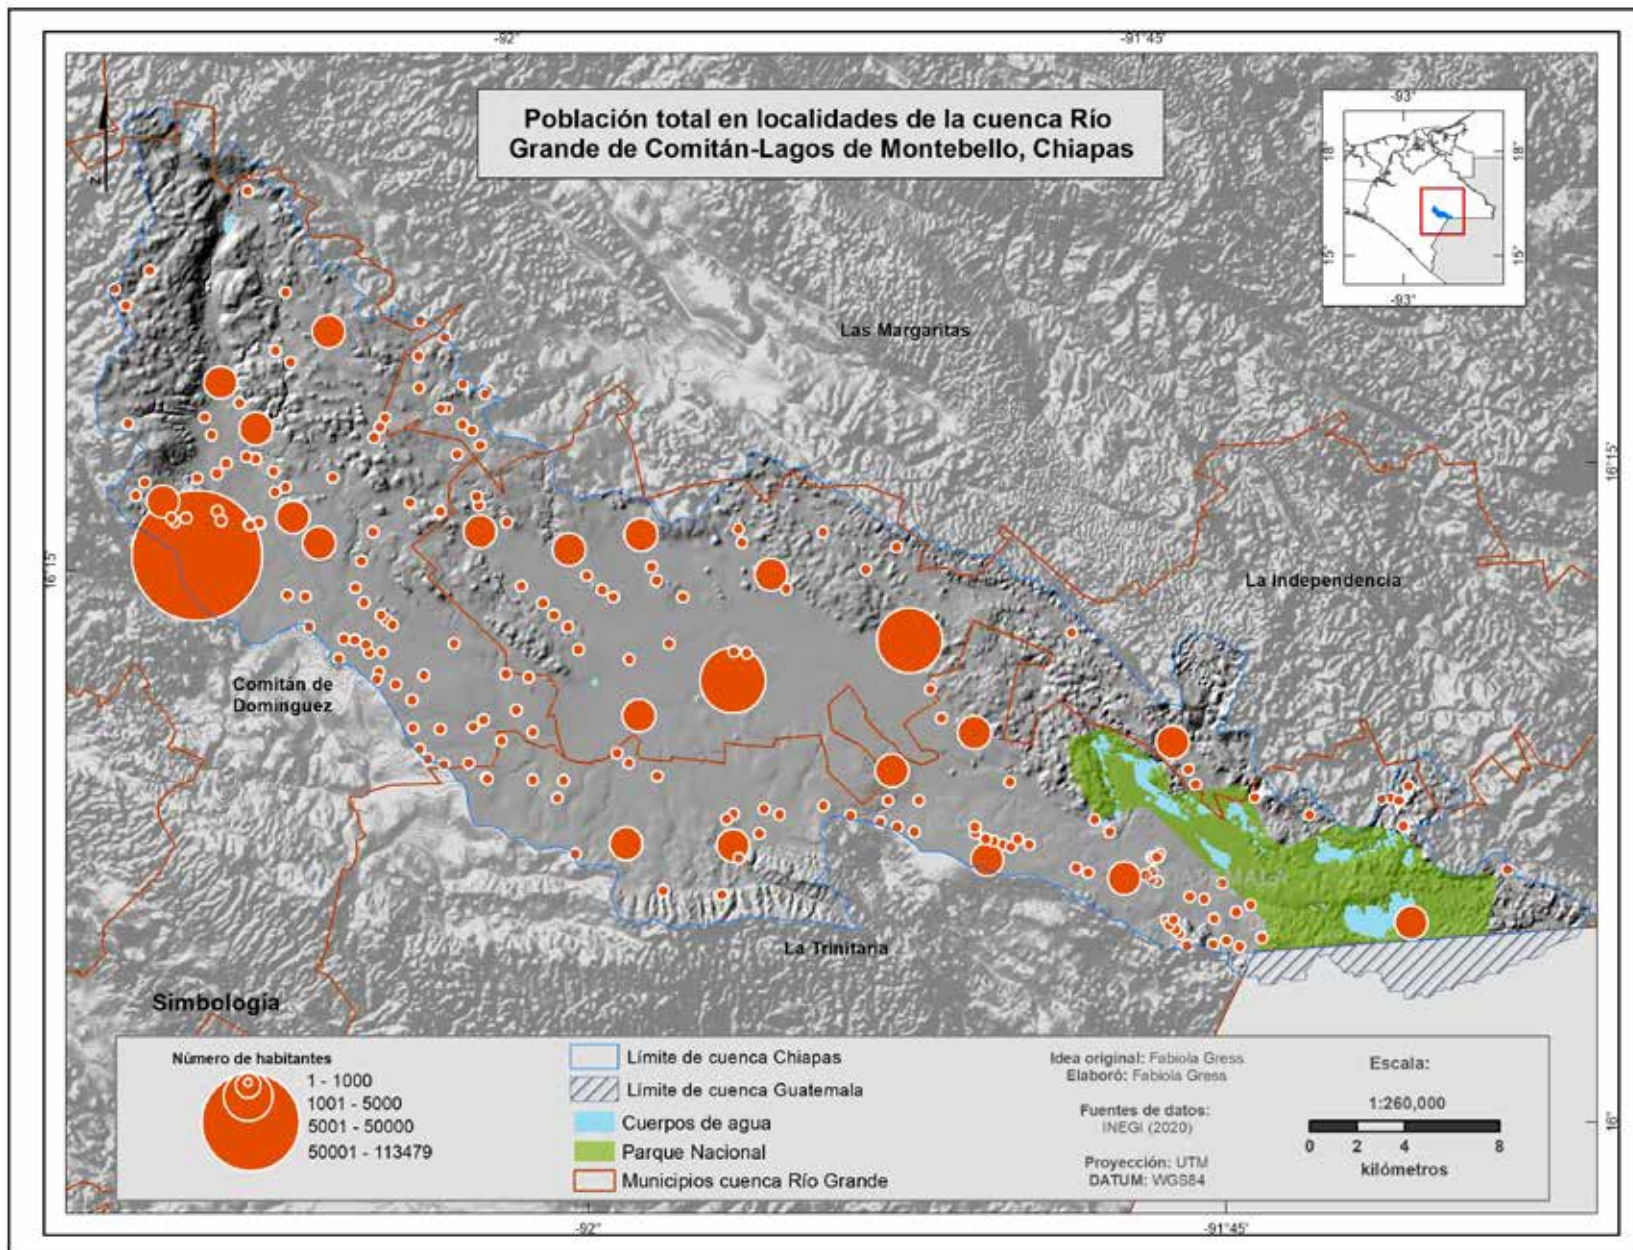 -92°
-91°45'
Población total en localidades de la cuenca Río
Grande de Comitán-Lagos de Montebello, Chiapas
-93°
18°
18°
15°
15°
-93°
N
Las Margaritas
16°15'
La Independencia
16°15'
Comitán de
Domínguez
La Trinitaria
Simbología
Número de habitantes
1 - 1000
1001 - 5000
5001 - 50000
50001 - 113479
Límite de cuenca Chiapas
Límite de cuenca Guatemala
Cuerpos de agua
Parque Nacional
Municipios cuenca Río Grande
Idea original: Fabiola Gress
Elaboró: Fabiola Gress
Fuentes de datos:
INEGI (2020)
Proyección: UTM
DATUM: WGS84
Escala:
1:260,000
0 2 4 8
kilómetros
16°
-92°
-91°45'